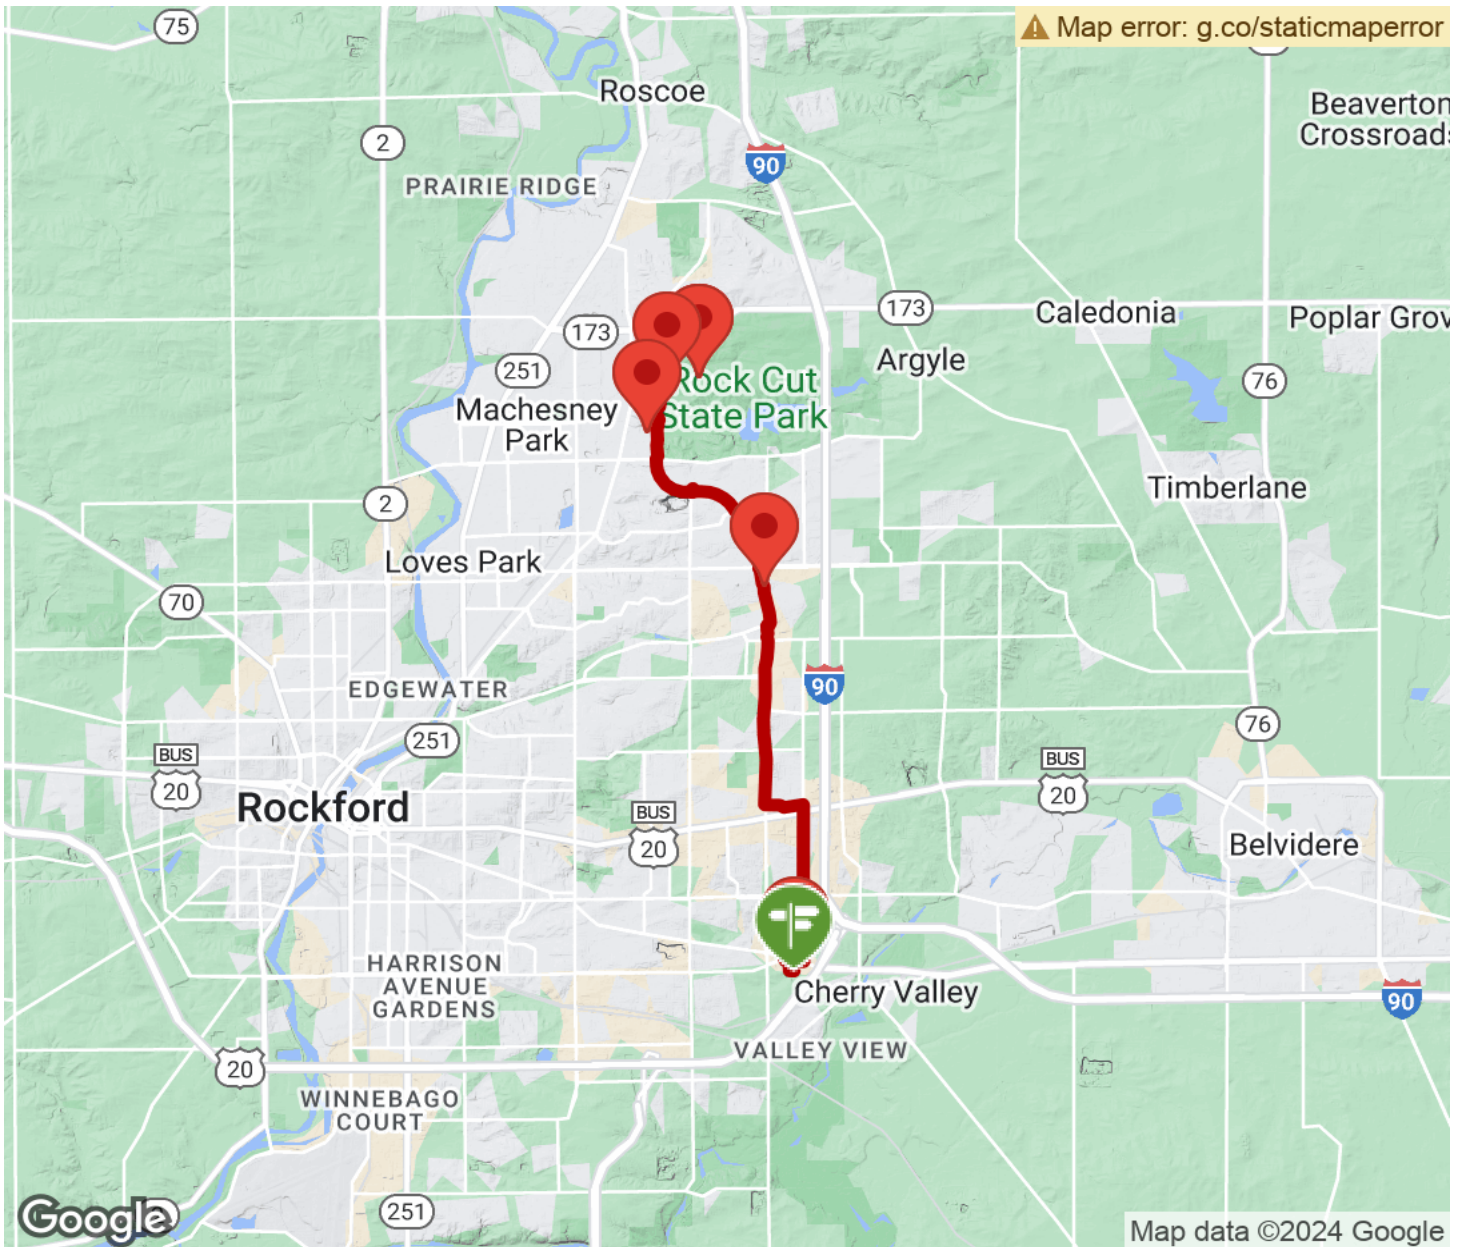 75
Map error: g.co/staticmaperror
Roscoe
Beaverton
Crossroads
2
90
PRAIRIE RIDGE
173
173
Caledonia
Poplar Grov
Argyle
251
Rock Cut
State Park
76
Machesney
Park
2
Timberlane
Loves Park
70
90
EDGEWATER
251
76
BUS
20
BUS
20
Rockford
BUS
20
Belvidere
HARRISON
AVENUE
GARDENS
Cherry Valley
90
VALLEY VIEW
20
WINNEBAGO
COURT
251
Google
Map data ©2024 Google